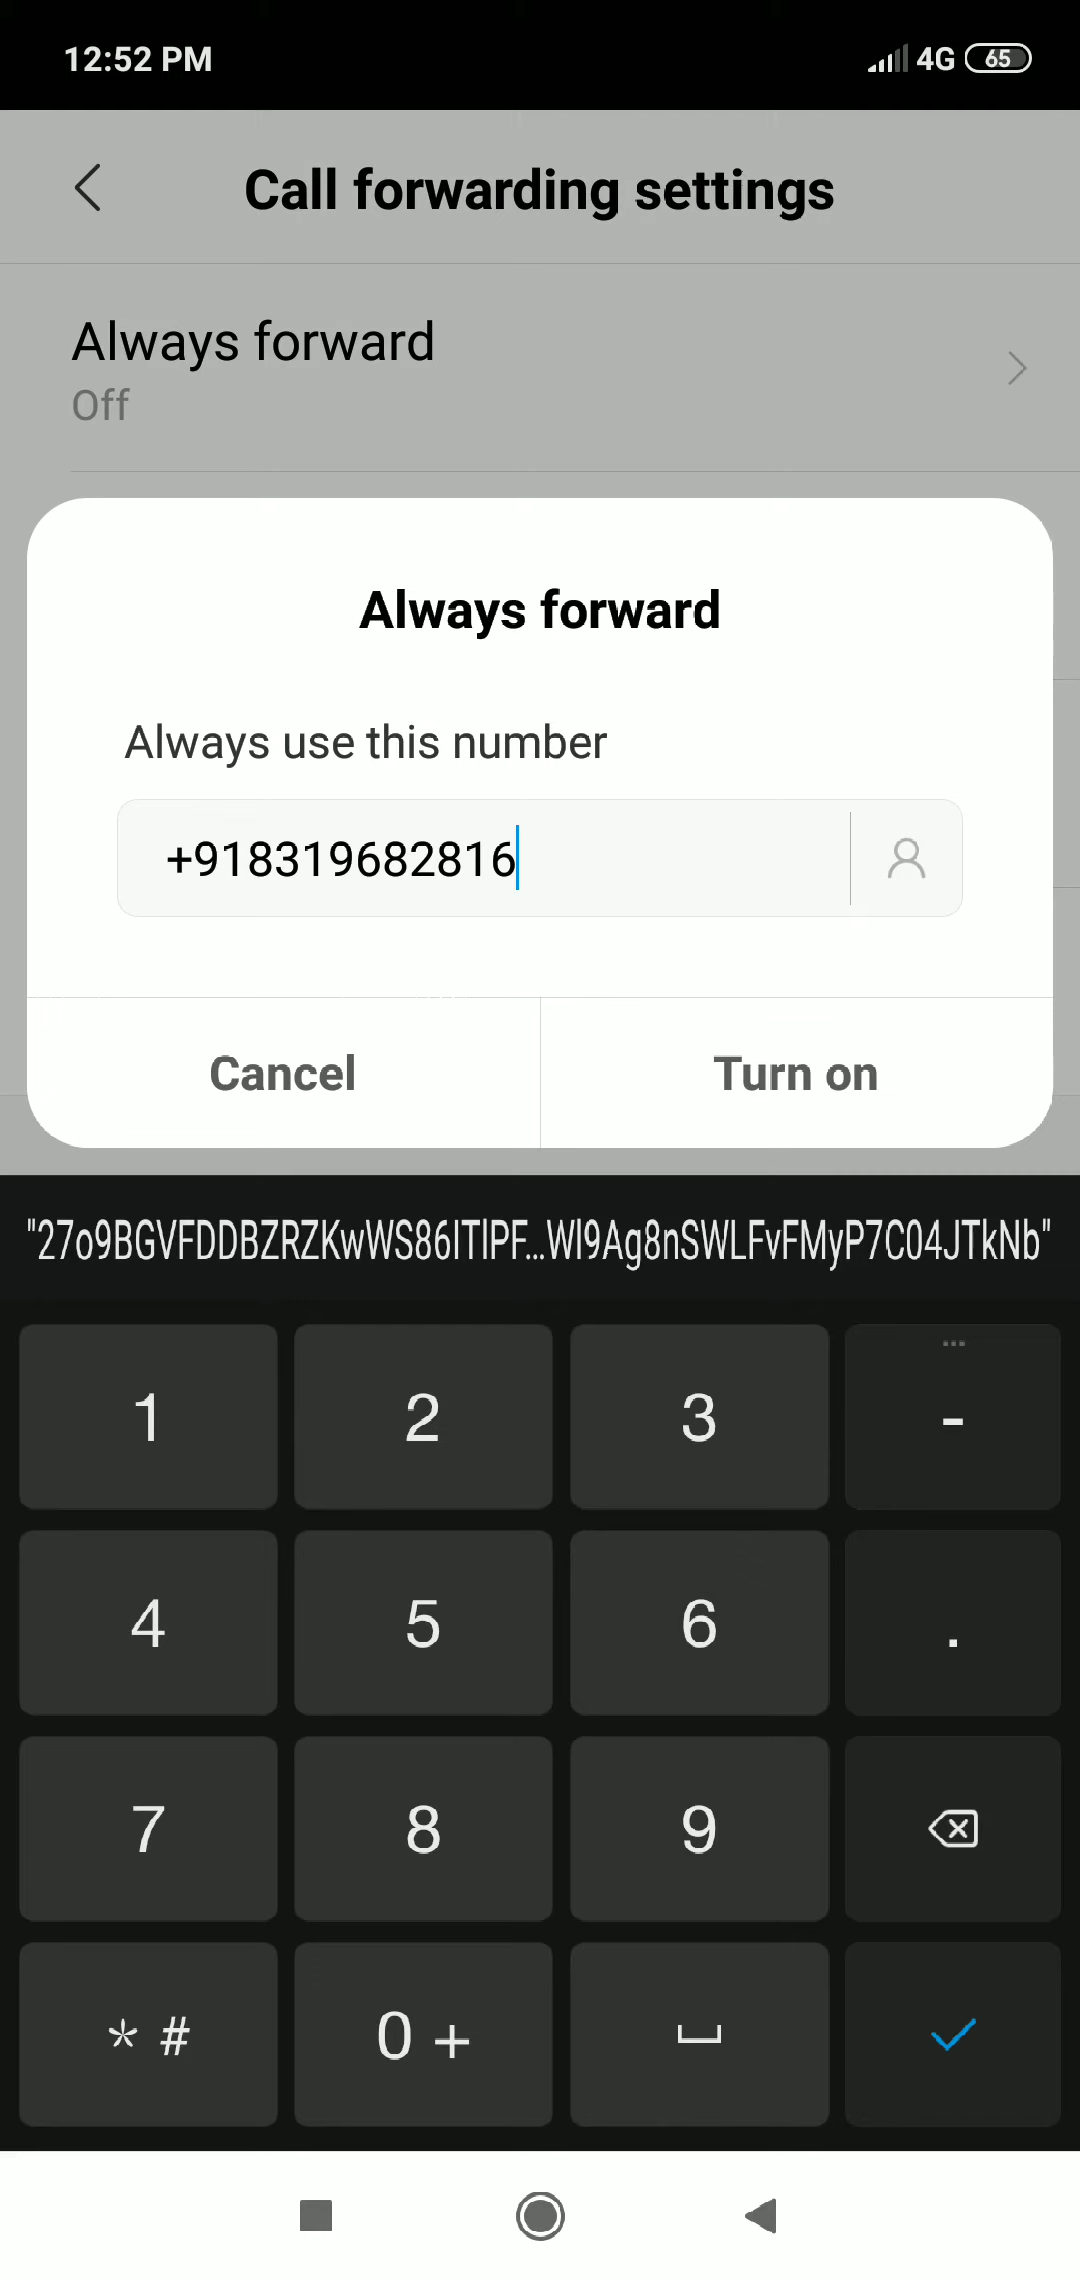 12:52 PM 4G 65
Call forwarding settings
Always forward
Off
Always forward
Always use this number
+918319682816
Cancel Turn on
"27o9BGVFDDBZRZKwWS86ITlPF...Wl9Ag8nSWLFvFMyP7C04JTkNb"
1 2 3 -
4 5 6 .
7 8 9
* # 0 +